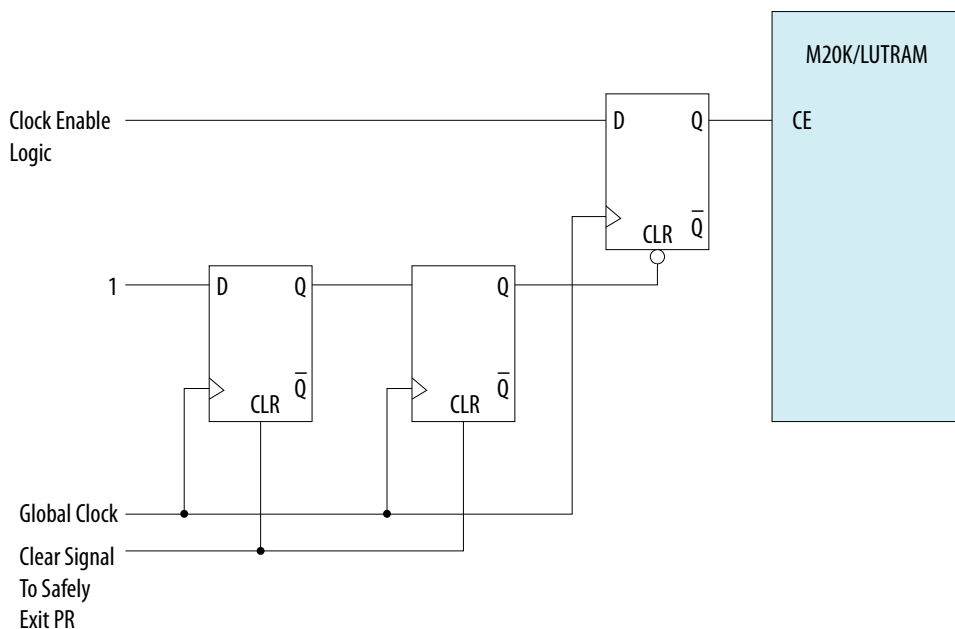 M20K/LUTRAM
Clock Enable
Logic
D Q
CE
CLR
Q̅
1
D Q
Q
Q̅
CLR
Q̅
CLR
Global Clock
Clear Signal
To Safely
Exit PR